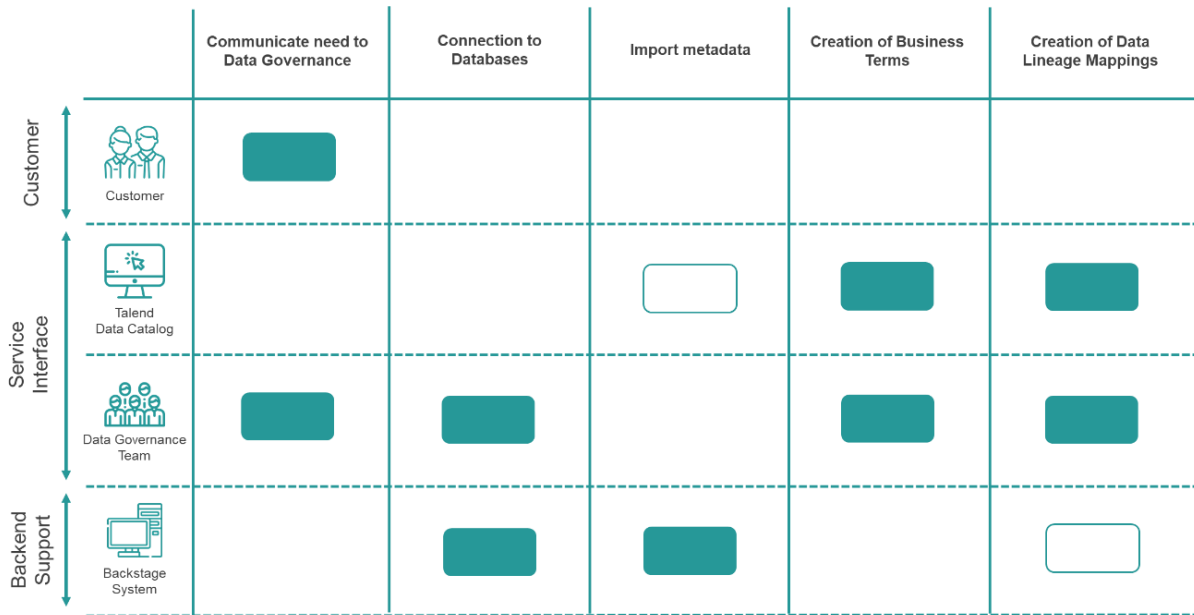 Communicate need to
Data Governance
Connection to
Databases
Import metadata
Creation of Business
Terms
Creation of Data
Lineage Mappings
Customer
Customer
Service
Interface
Talend
Data Catalog
Data Governance
Team
Backend
Support
Backstage
System